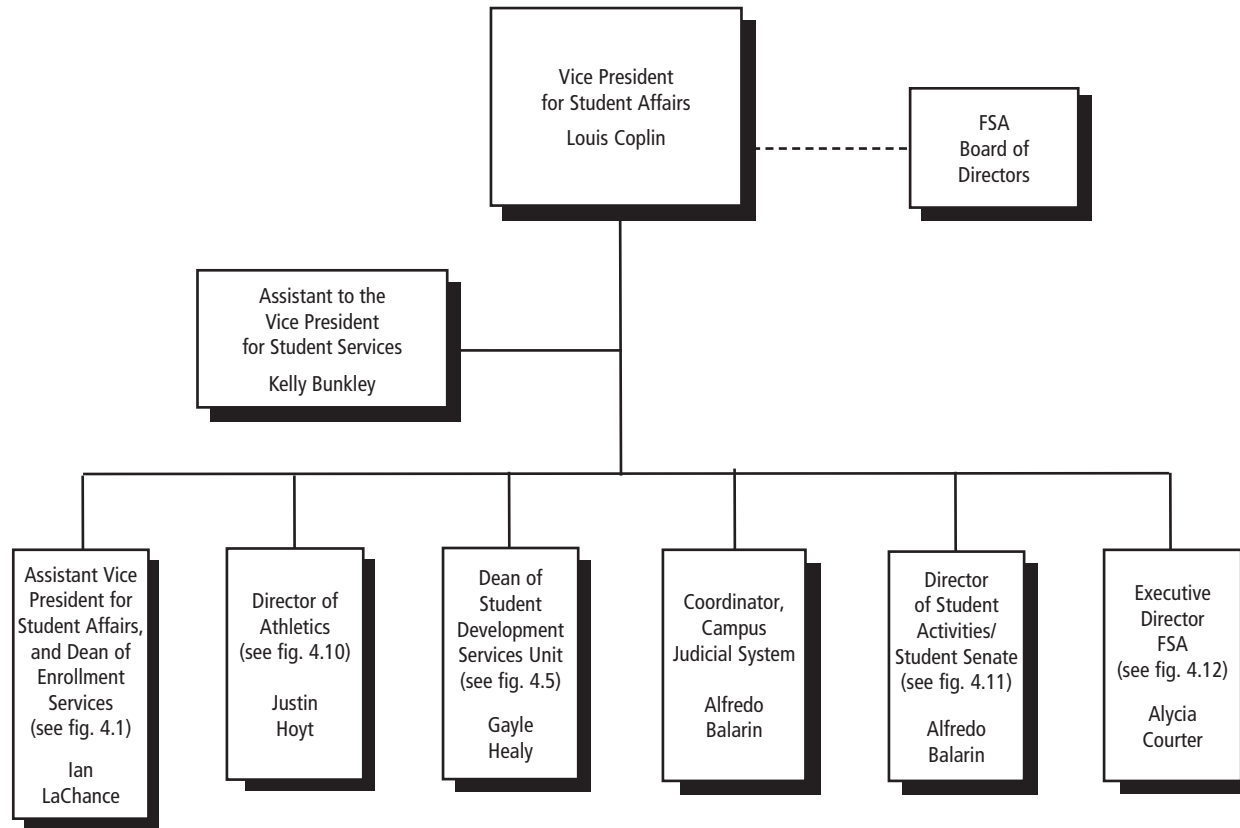 Vice President
for Student Affairs
Louis Coplin
FSA
Board of
Directors
Assistant to the
Vice President
for Student Services
Kelly Bunkley
Assistant Vice
President for
Student Affairs,
and Dean of
Enrollment
Services
(see fig. 4.1)
Ian
LaChance
Director of
Athletics
(see fig. 4.10)
Justin
Hoyt
Dean of
Student
Development
Services Unit
(see fig. 4.5)
Gayle
Healy
Coordinator,
Campus
Judicial System
Alfredo
Balarin
Director
of Student
Activities/
Student Senate
(see fig. 4.11)
Alfredo
Balarin
Executive
Director
FSA
(see fig. 4.12)
Alycia
Courter